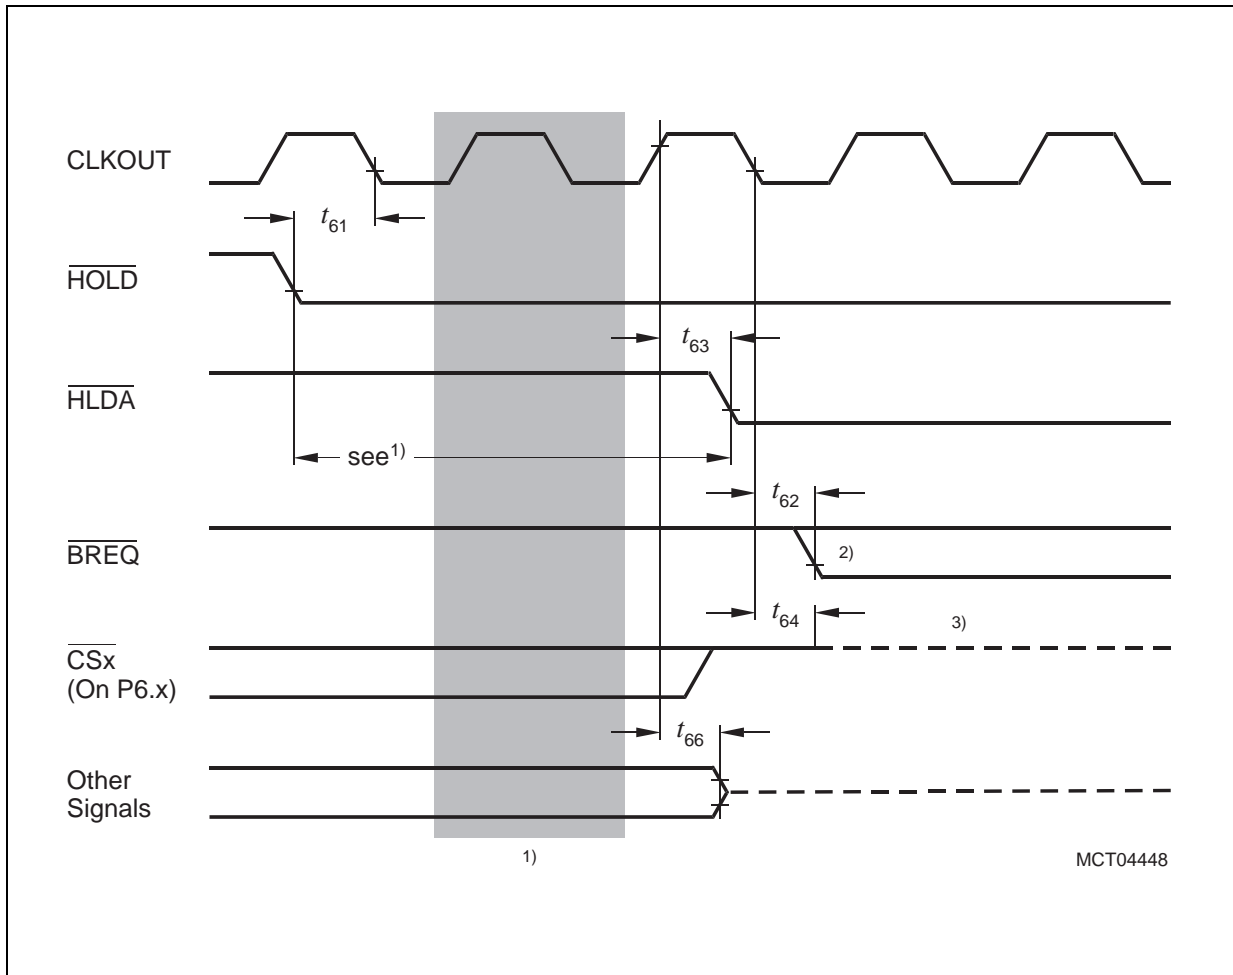 CLKOUT
t61
HOLD
t63
HLDA
see1)
t62
BREQ
2)
t64
3)
CSx
(On P6.x)
t66
Other
Signals
1)
MCT04448